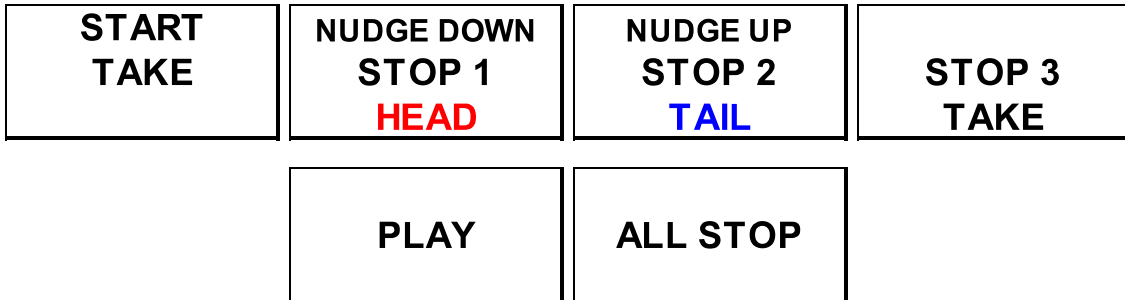 START
TAKE
NUDGE DOWN
STOP 1
HEAD
NUDGE UP
STOP 2
TAIL
STOP 3
TAKE
PLAY
ALL STOP